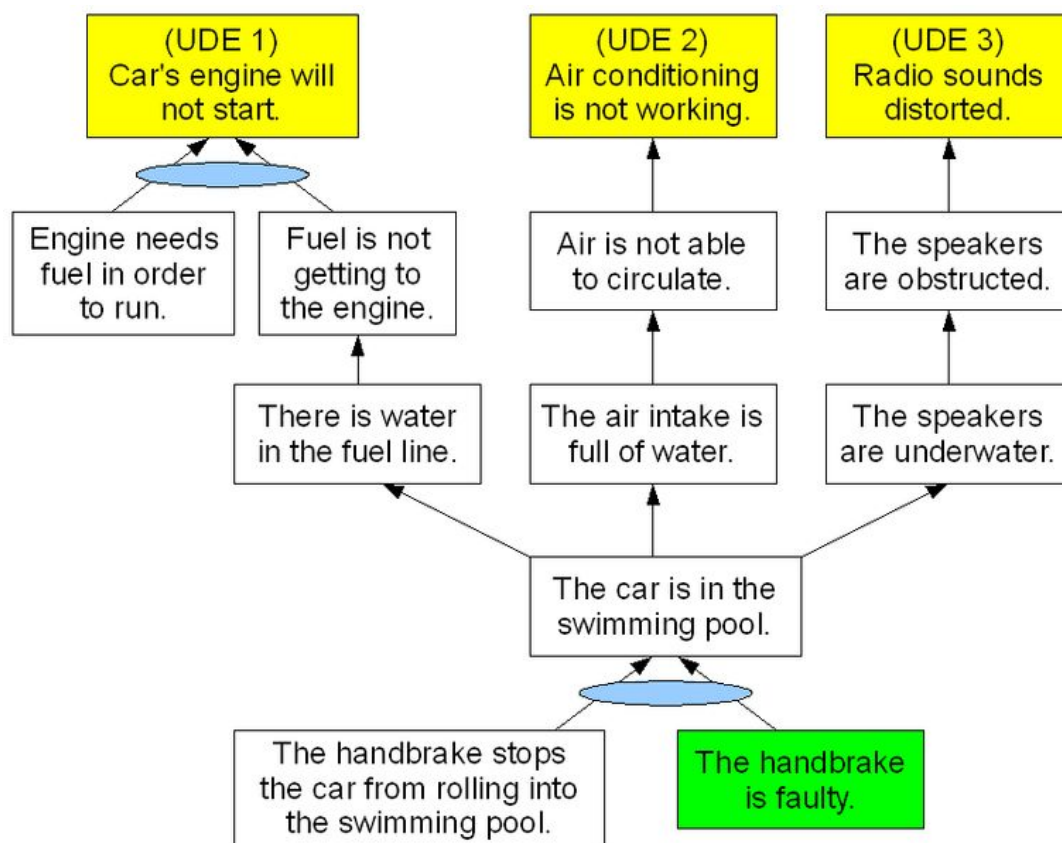 (UDE 1)
Car's engine will
not start.
(UDE 2)
Air conditioning
is not working.
(UDE 3)
Radio sounds
distorted.
Engine needs
fuel in order
to run.
Fuel is not
getting to
the engine.
Air is not able
to circulate.
The speakers
are obstructed.
There is water
in the fuel line.
The air intake is
full of water.
The speakers
are underwater.
The car is in the
swimming pool.
The handbrake stops
the car from rolling into
the swimming pool.
The handbrake
is faulty.